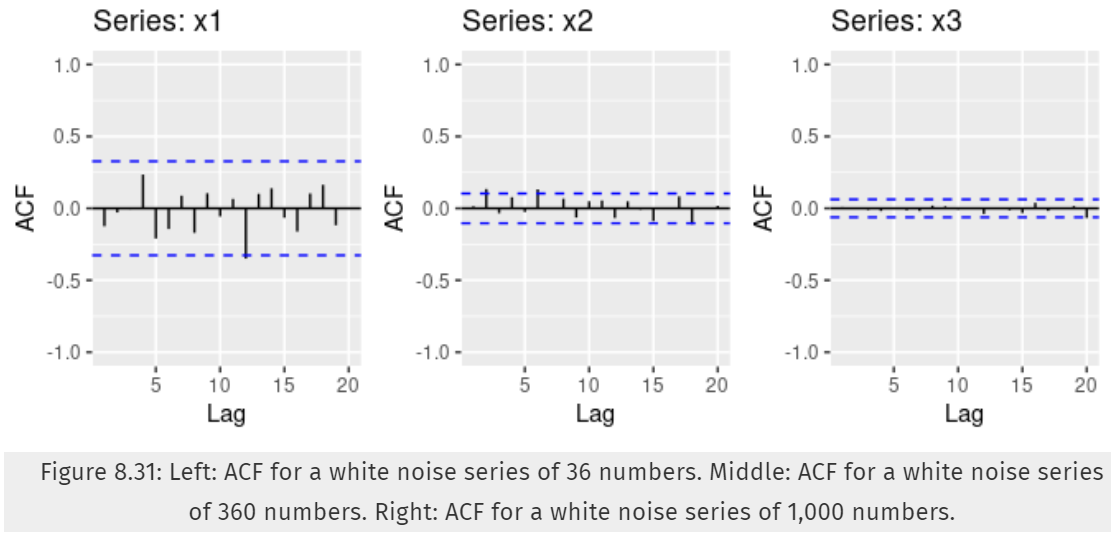 Series: x1
Series: x2
Series: x3
1.0
0.5
0.0
-0.5
-1.0
ACF
5 10 15 20
Lag
1.0
0.5
0.0
-0.5
-1.0
ACF
5 10 15 20
Lag
1.0
0.5
0.0
-0.5
-1.0
ACF
5 10 15 20
Lag
Figure 8.31: Left: ACF for a white noise series of 36 numbers. Middle: ACF for a white noise series
of 360 numbers. Right: ACF for a white noise series of 1,000 numbers.